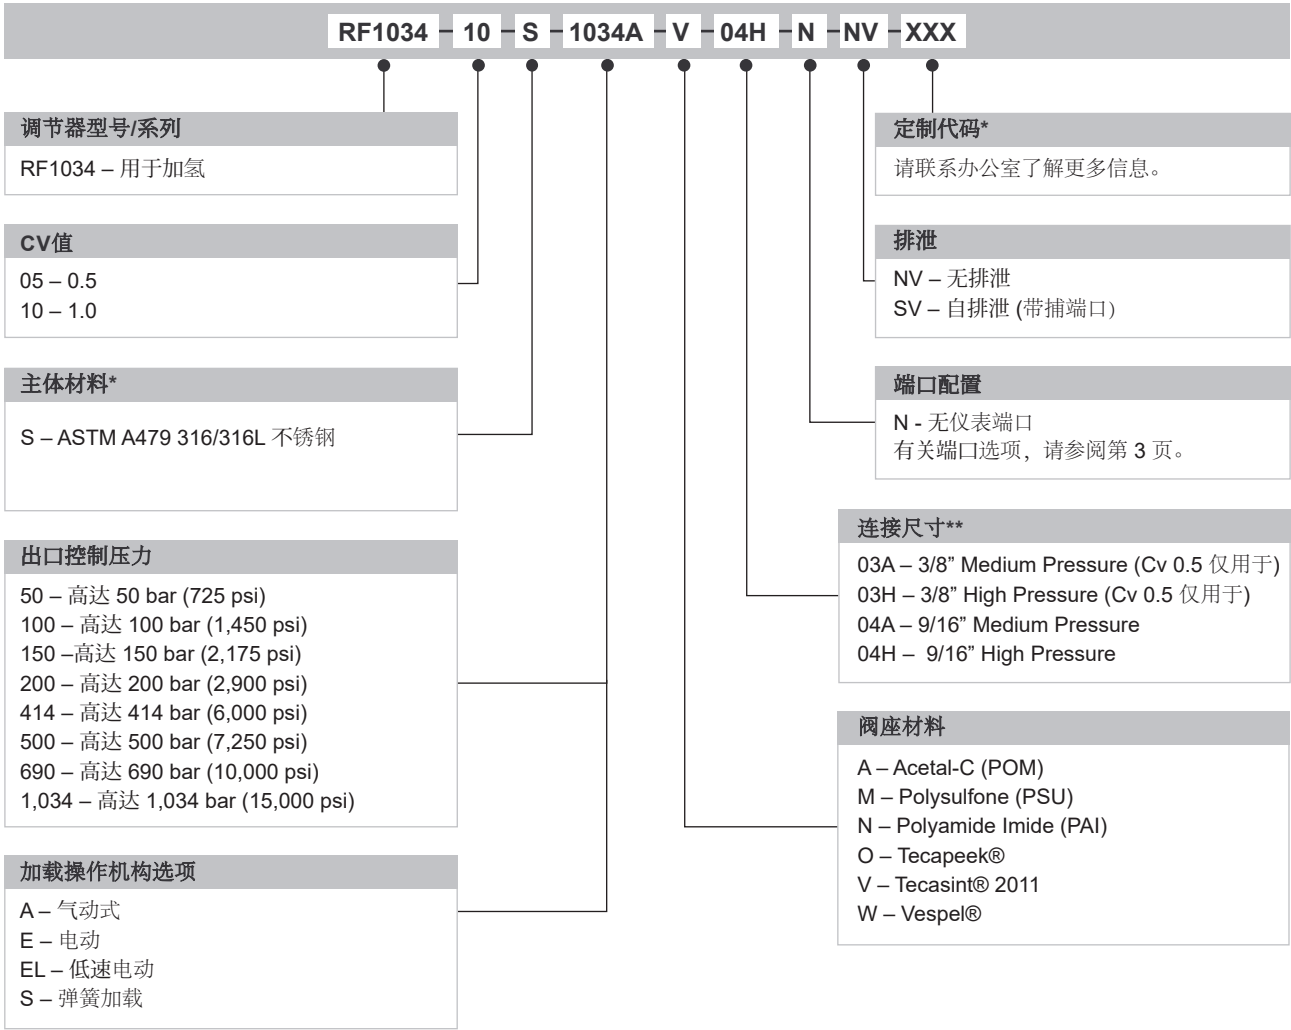 RF1034 – 10 – S – 1034A – V – 04H – N – NV – XXX
调节器型号/系列
RF1034 – 用于加氢
CV值
05 – 0.5
10 – 1.0
主体材料*
S – ASTM A479 316/316L 不锈钢
出口控制压力
50 – 高达 50 bar (725 psi)
100 – 高达 100 bar (1,450 psi)
150 –高达 150 bar (2,175 psi)
200 – 高达 200 bar (2,900 psi)
414 – 高达 414 bar (6,000 psi)
500 – 高达 500 bar (7,250 psi)
690 – 高达 690 bar (10,000 psi)
1,034 – 高达 1,034 bar (15,000 psi)
加载操作机构选项
A – 气动式
E – 电动
EL – 低速电动
S – 弹簧加载
定制代码*
请联系办公室了解更多信息。
排泄
NV – 无排泄
SV – 自排泄 (带捕端口)
端口配置
N - 无仪表端口
有关端口选项，请参阅第 3 页。
连接尺寸**
03A – 3/8” Medium Pressure (Cv 0.5 仅用于)
03H – 3/8” High Pressure (Cv 0.5 仅用于)
04A – 9/16” Medium Pressure
04H – 9/16” High Pressure
阀座材料
A – Acetal-C (POM)
M – Polysulfone (PSU)
N – Polyamide Imide (PAI)
O – Tecapeek®
V – Tecasint® 2011
W – Vespel®